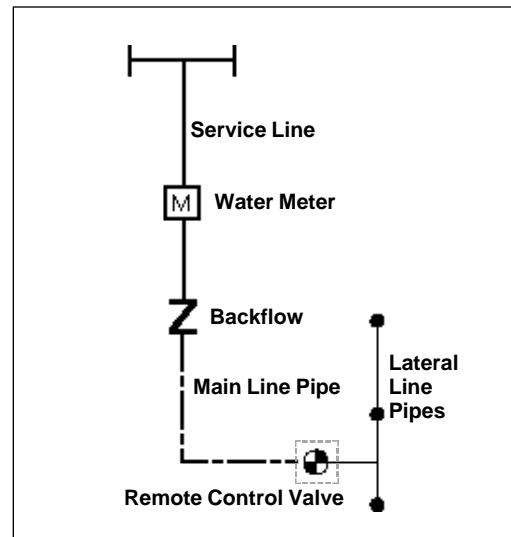 Service Line
M
Water Meter
Z
Backflow
Main Line Pipe
Lateral
Line
Pipes
Remote Control Valve